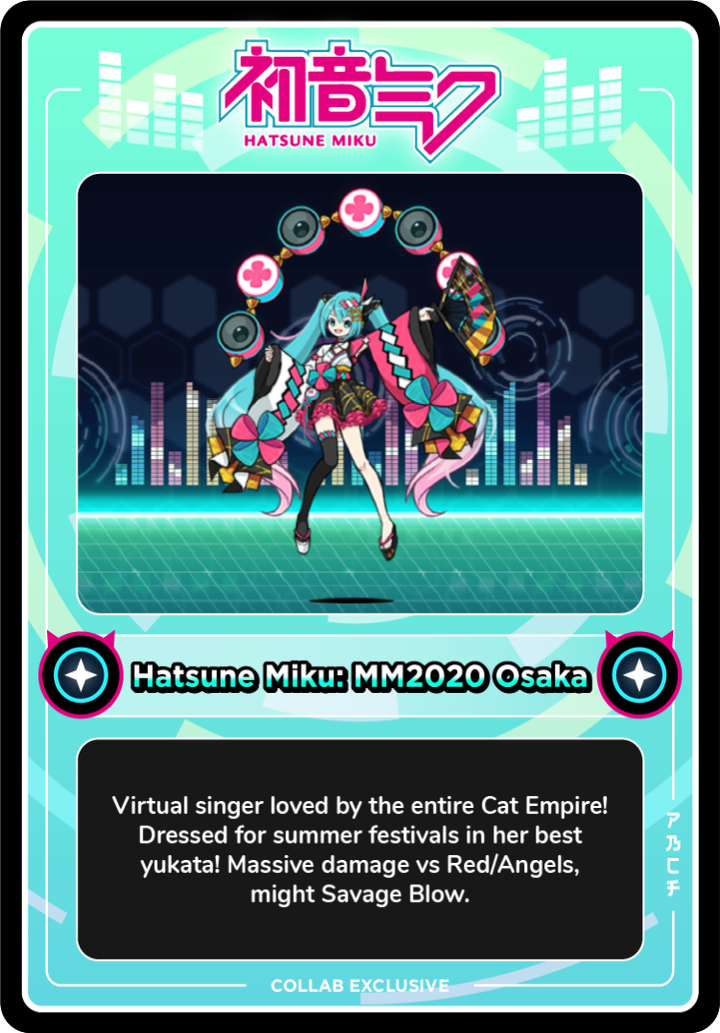 初音ミク
HATSUNE MIKU
Hatsune Miku: MM2020 Osaka
Virtual singer loved by the entire Cat Empire!
Dressed for summer festivals in her best
yukata! Massive damage vs Red/Angels,
might Savage Blow.
COLLAB EXCLUSIVE